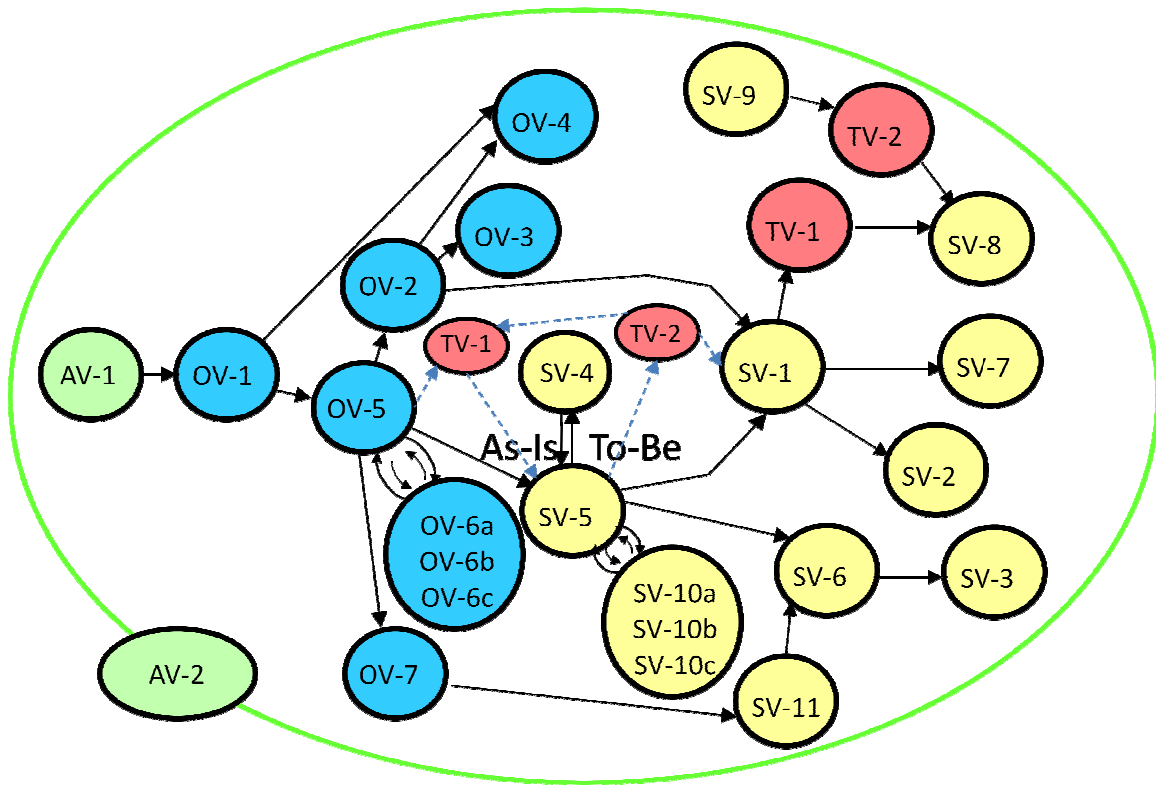 SV-9
OV-4
TV-2
TV-1
OV-3
SV-8
OV-2
TV-1
TV-2
AV-1
OV-1
SV-4
SV-1
SV-7
OV-5
As-Is
To-Be
SV-2
SV-5
OV-6a
OV-6b
OV-6c
SV-6
SV-3
SV-10a
SV-10b
SV-10c
AV-2
OV-7
SV-11